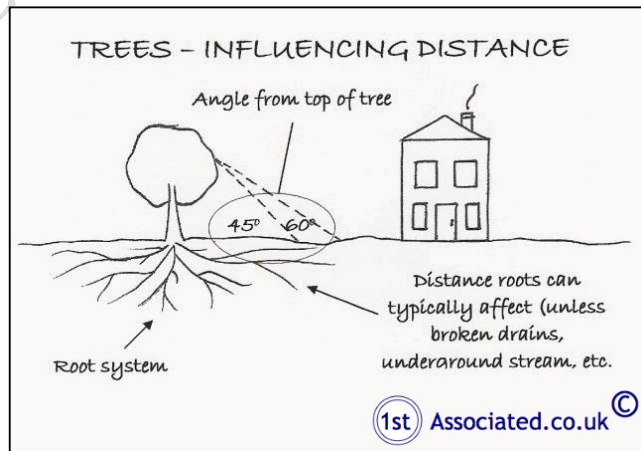 TREES – INFLUENCING DISTANCE
Angle from top of tree
45° 60°
Distance roots can
typically affect (unless
broken drains,
underground stream, etc.
Root system
1st Associated.co.uk ©